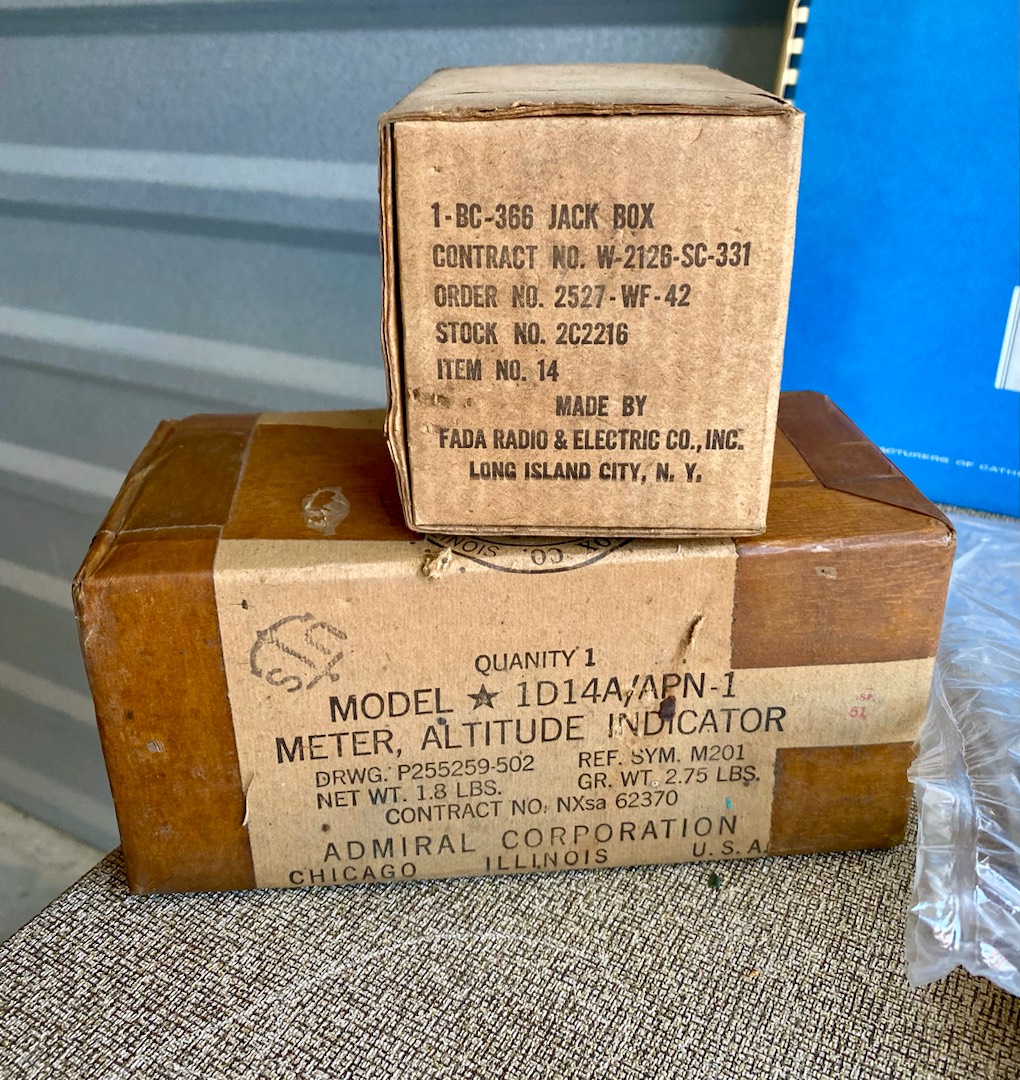 1-BC-366 JACK BOX
CONTRACT NO. W-2126-SC-331
ORDER NO. 2527-WF-42
STOCK NO. 2C2216
ITEM NO. 14
MADE BY
FADA RADIO & ELECTRIC CO., INC.
LONG ISLAND CITY, N. Y.
CO.
QUANITY 1
MODEL ★ 1D14A/APN-1
METER, ALTITUDE INDICATOR
DRWG. P255259-502 REF. SYM. M201
NET WT. 1.8 LBS. GR. WT. 2.75 LBS.
CONTRACT NO. NXsa 62370
ADMIRAL CORPORATION
CHICAGO ILLINOIS U.S.A.
51